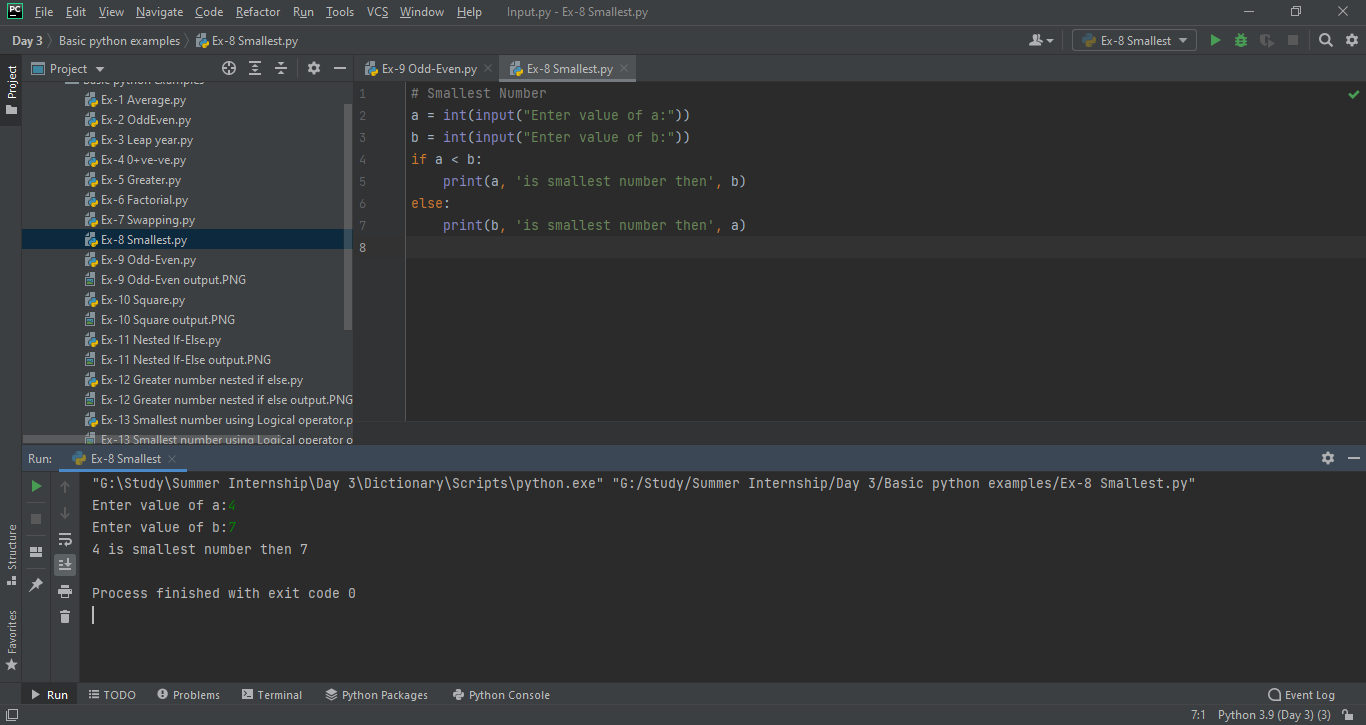 PC File Edit View Navigate Code Refactor Run Tools VCS Window Help Input.py - Ex-8 Smallest.py
Day 3 Basic python examples Ex-8 Smallest.py Ex-8 Smallest
Project Project Ex-9 Odd-Even.py Ex-8 Smallest.py
Basic python examples
Ex-1 Average.py
Ex-2 OddEven.py
Ex-3 Leap year.py
Ex-4 0+ve-ve.py
Ex-5 Greater.py
Ex-6 Factorial.py
Ex-7 Swapping.py
Ex-8 Smallest.py
Ex-9 Odd-Even.py
Ex-9 Odd-Even output.PNG
Ex-10 Square.py
Ex-10 Square output.PNG
Ex-11 Nested If-Else.py
Ex-11 Nested If-Else output.PNG
Ex-12 Greater number nested if else.py
Ex-12 Greater number nested if else output.PNG
Ex-13 Smallest number using Logical operator.p
Ex-13 Smallest number using Logical operator o
1 # Smallest Number
2 a = int(input("Enter value of a:"))
3 b = int(input("Enter value of b:"))
4 if a < b:
5 print(a, 'is smallest number then', b)
6 else:
7 print(b, 'is smallest number then', a)
8
Run: Ex-8 Smallest
"G:\Study\Summer Internship\Day 3\Dictionary\Scripts\python.exe" "G:/Study/Summer Internship/Day 3/Basic python examples/Ex-8 Smallest.py"
Enter value of a:4
Enter value of b:7
4 is smallest number then 7
Process finished with exit code 0
Structure
Favorites
Run TODO Problems Terminal Python Packages Python Console Event Log
7:1 Python 3.9 (Day 3) (3)